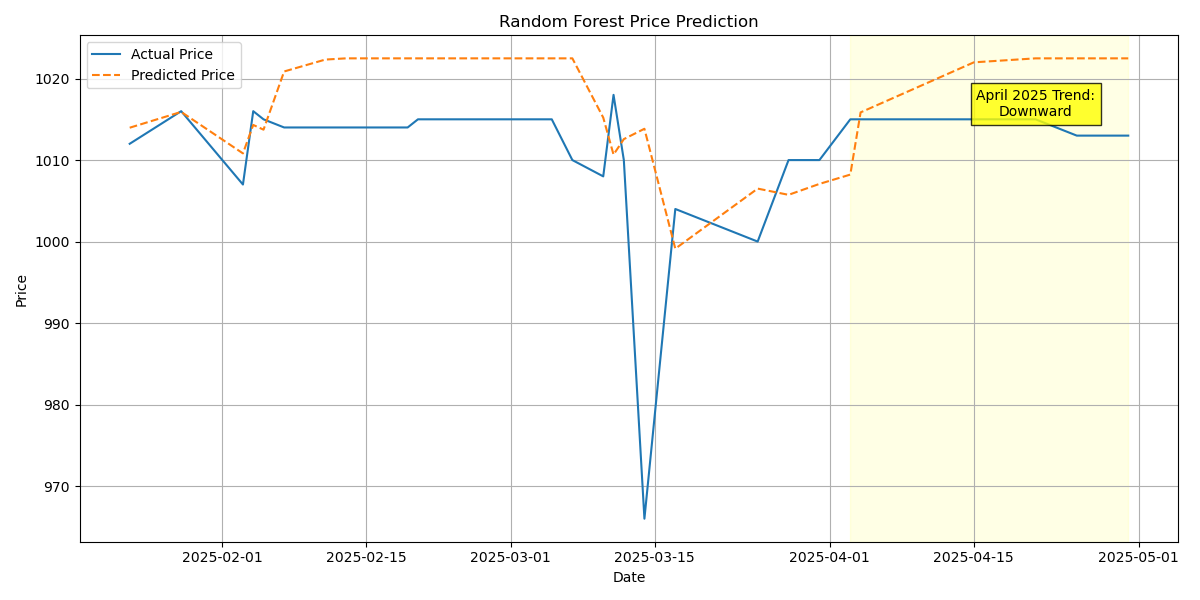 Random Forest Price Prediction
Actual Price
Predicted Price
April 2025 Trend:
Downward
Price
1020
1010
1000
990
980
970
2025-02-01
2025-02-15
2025-03-01
2025-03-15
2025-04-01
2025-04-15
2025-05-01
Date